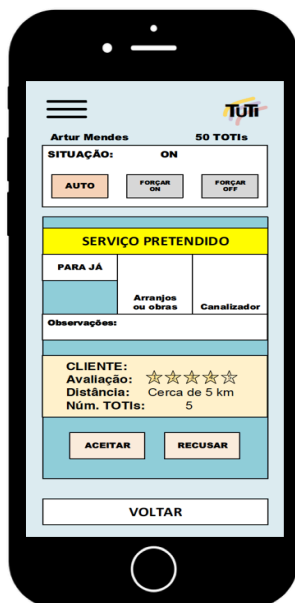 TUTi
Artur Mendes 50 TOTIs
SITUAÇÃO: ON
AUTO
FORÇAR
ON
FORÇAR
OFF
SERVIÇO PRETENDIDO
PARA JÁ
Arranjos
ou obras
Canalizador
Observações:
CLIENTE:
Avaliação:
Distância: Cerca de 5 km
Núm. TOTIs: 5
ACEITAR RECUSAR
VOLTAR